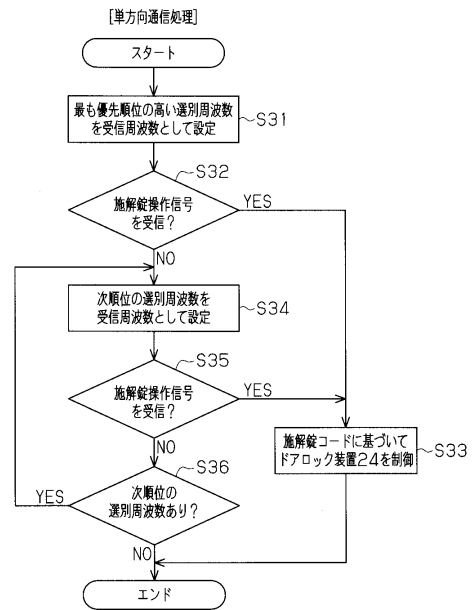 [単方向通信処理]
スタート
最も優先順位の高い選別周波数
を受信周波数として設定
S31
S32
施解錠操作信号
を受信?
YES
NO
次順位の選別周波数を
受信周波数として設定
S34
S35
施解錠操作信号
を受信?
YES
NO
施解錠コードに基づいて
ドアロック装置24を制御
S33
S36
次順位の
選別周波数あり?
YES
NO
エンド